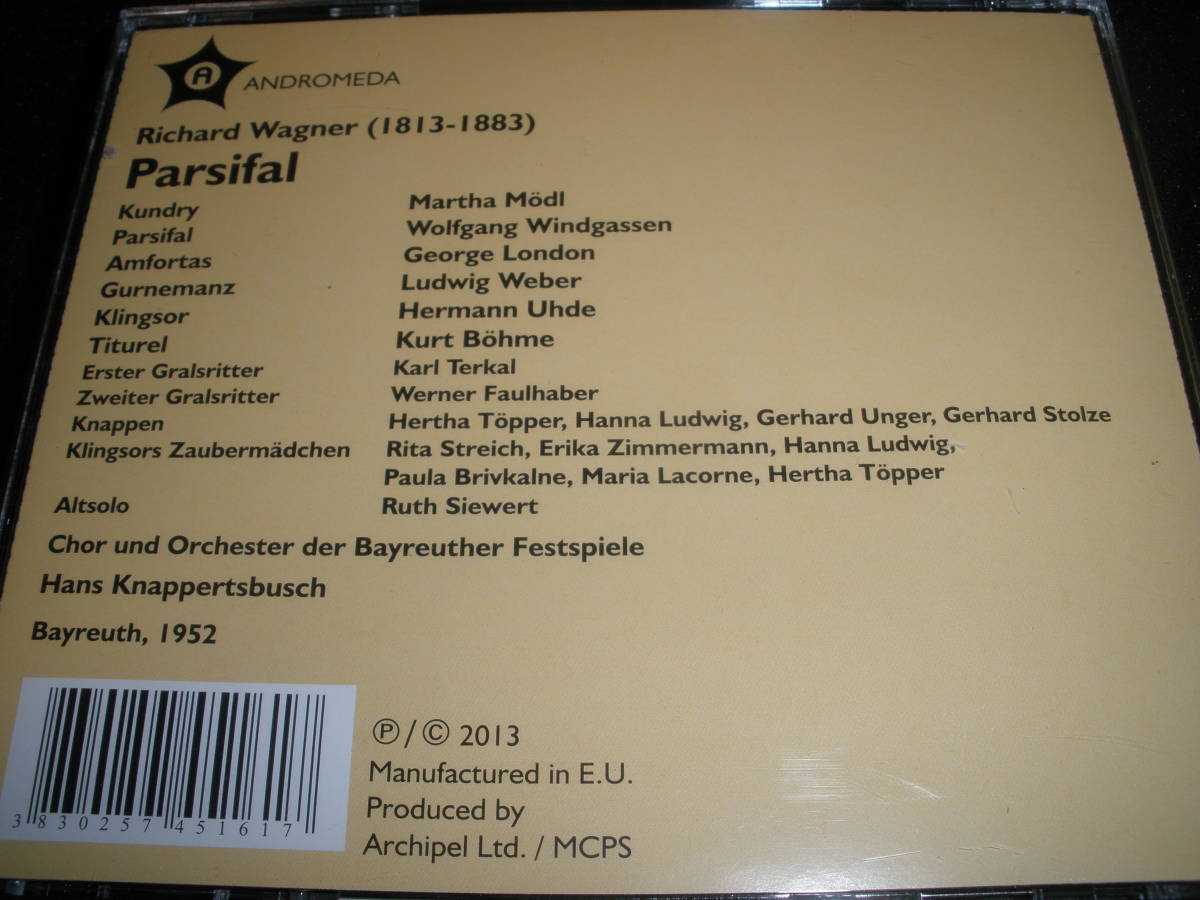 A ANDROMEDA
Richard Wagner (1813-1883)
Parsifal
Kundry Martha Mödl
Parsifal Wolfgang Windgassen
Amfortas George London
Gurnemanz Ludwig Weber
Klingsor Hermann Uhde
Titurel Kurt Böhme
Erster Gralsritter Karl Terkal
Zweiter Gralsritter Werner Faulhaber
Knappen Hertha Töpper, Hanna Ludwig, Gerhard Unger, Gerhard Stolze
Klingsors Zaubermädchen Rita Streich, Erika Zimmermann, Hanna Ludwig,
Paula Brivkalne, Maria Lacorne, Hertha Töpper
Altsolo Ruth Siewert
Chor und Orchester der Bayreuther Festspiele
Hans Knappertsbusch
Bayreuth, 1952
3 830257 451617
℗/© 2013
Manufactured in E.U.
Produced by
Archipel Ltd. / MCPS